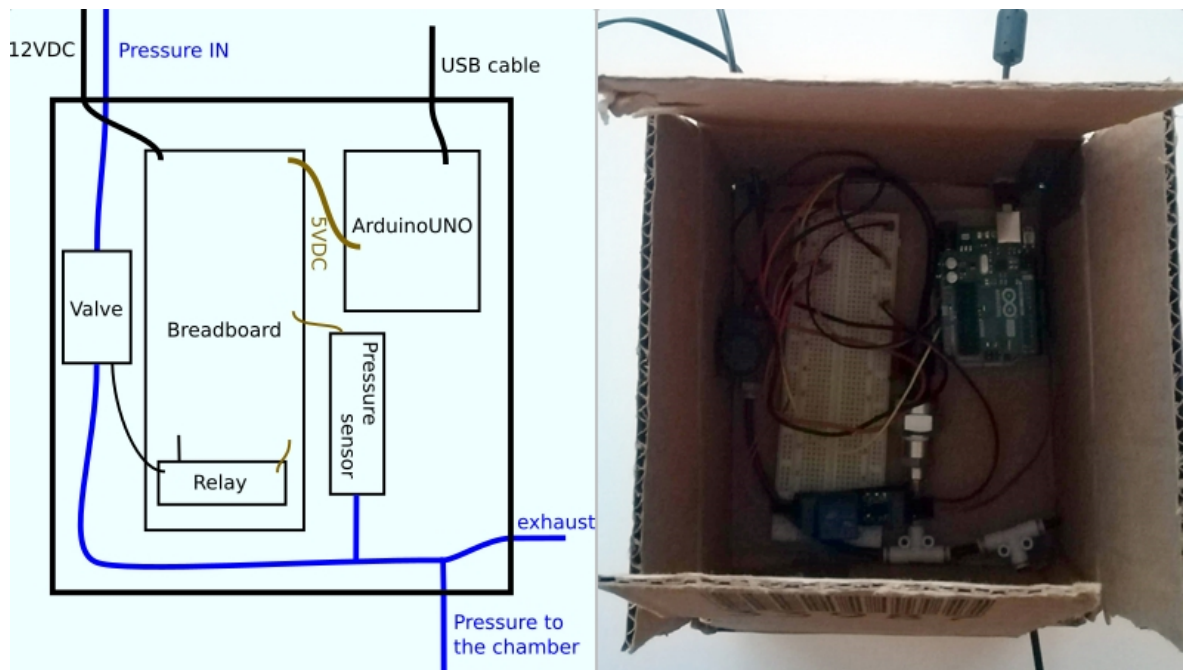 12VDC
Pressure IN
USB cable
5VDC
ArduinoUNO
Valve
Breadboard
Pressure
sensor
Relay
exhaust
Pressure to
the chamber